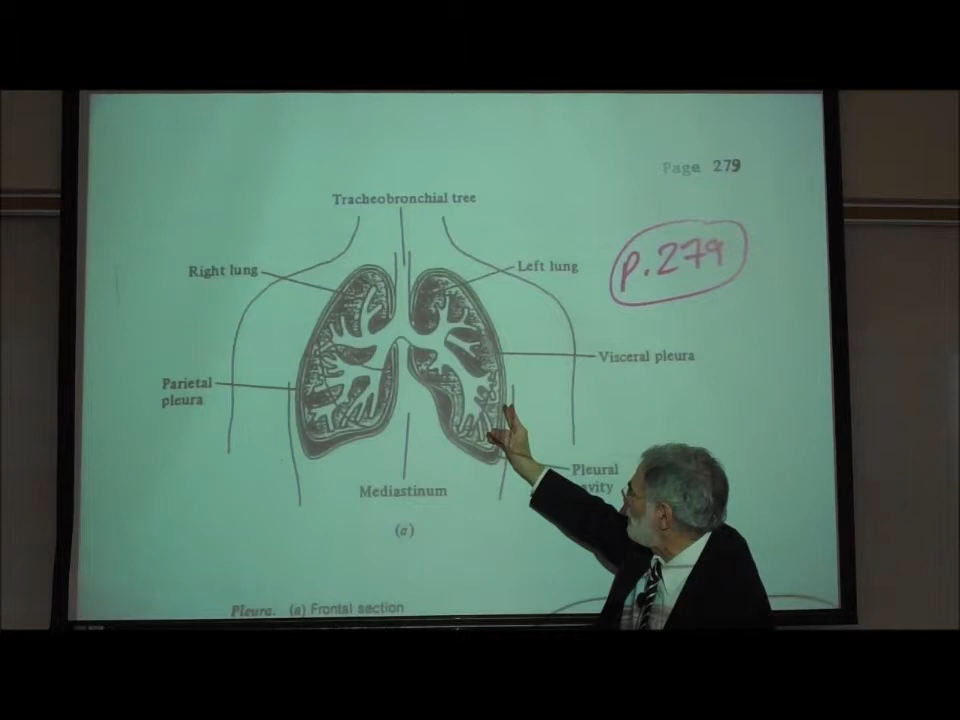 Page 279
Tracheobronchial tree
p.279
Right lung
Left lung
Visceral pleura
Parietal
pleura
Pleural
Mediastinum
(a)
Pleura. (a) Frontal section